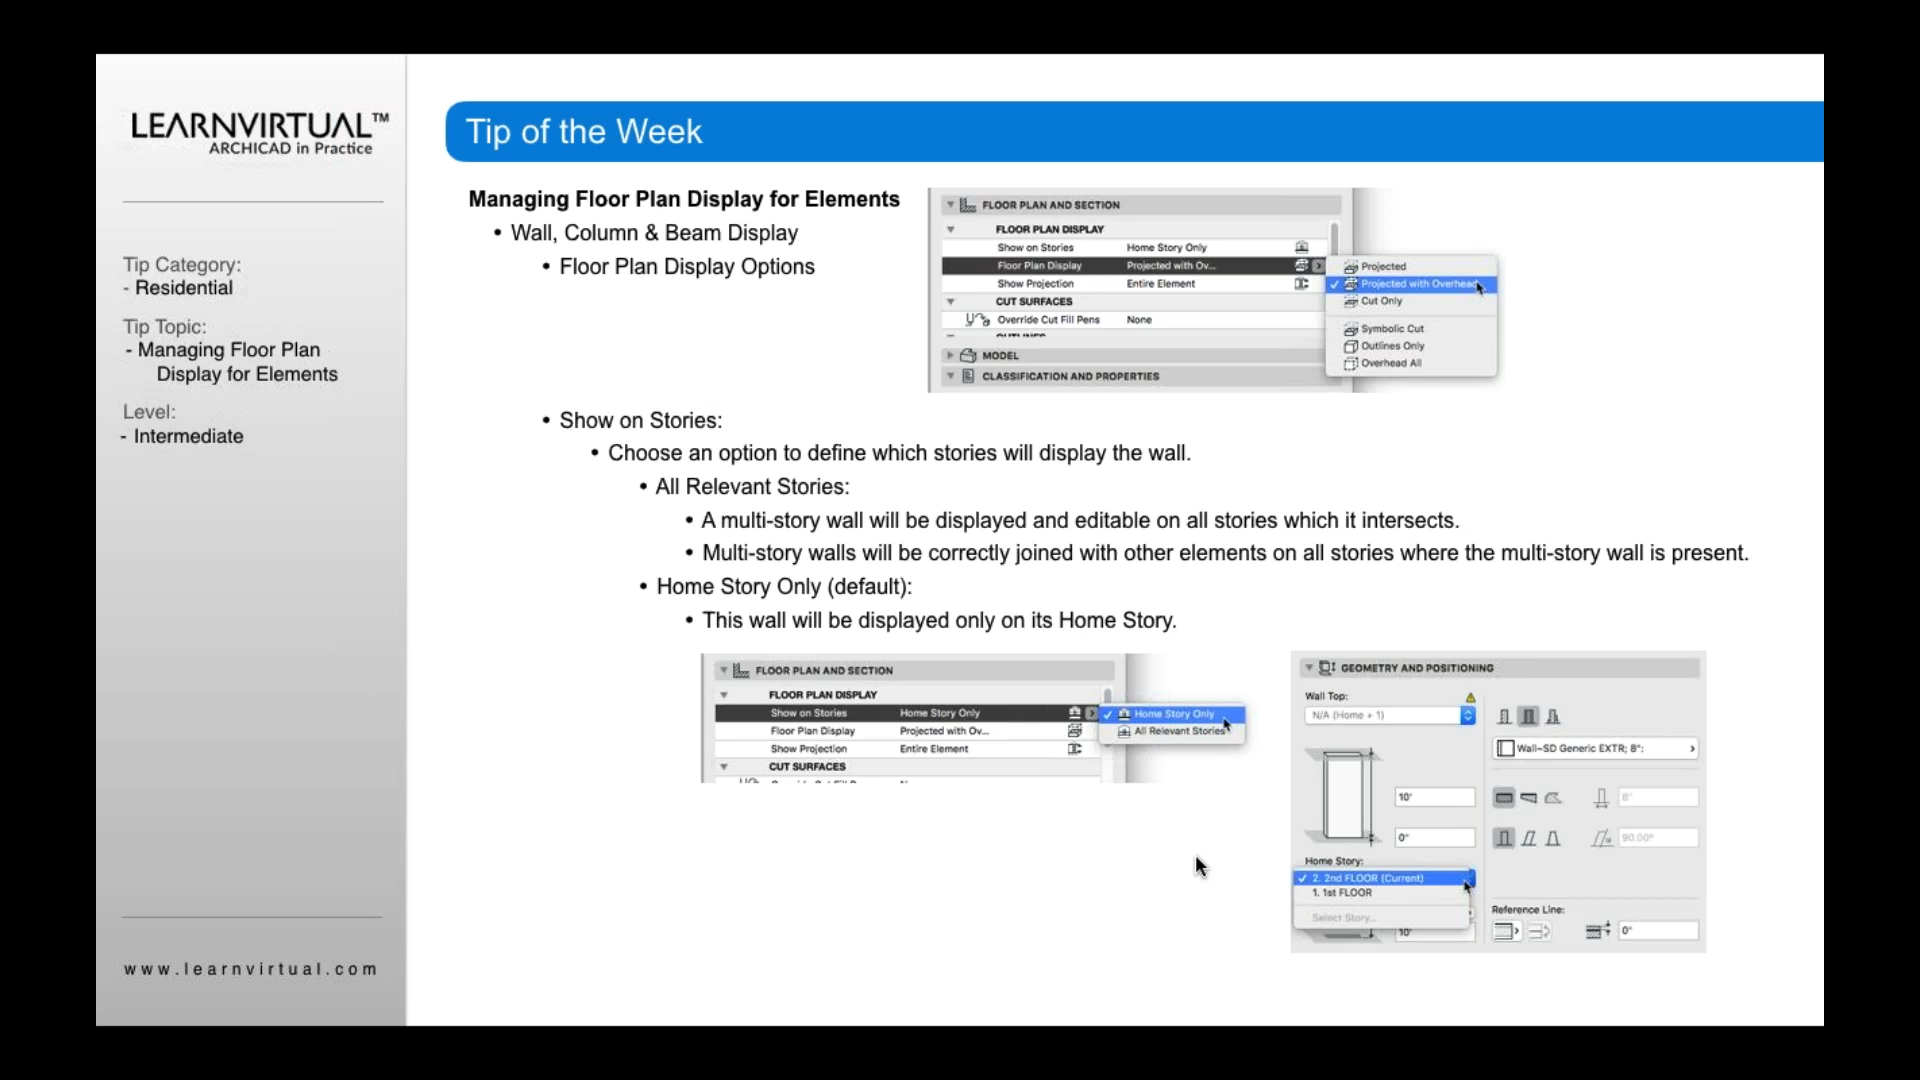 LEARNVIRTUAL™
ARCHICAD in Practice
Tip Category:
- Residential
Tip Topic:
- Managing Floor Plan
Display for Elements
Level:
- Intermediate
www.learnvirtual.com
Tip of the Week
Managing Floor Plan Display for Elements
• Wall, Column & Beam Display
• Floor Plan Display Options
FLOOR PLAN AND SECTION
FLOOR PLAN DISPLAY
Show on Stories Home Story Only
Floor Plan Display Projected with Ov...
Show Projection Entire Element
CUT SURFACES
Override Cut Fill Pens None
OUTLINES
MODEL
CLASSIFICATION AND PROPERTIES
Projected
Projected with Overhead
Cut Only
Symbolic Cut
Outlines Only
Overhead All
• Show on Stories:
• Choose an option to define which stories will display the wall.
• All Relevant Stories:
• A multi-story wall will be displayed and editable on all stories which it intersects.
• Multi-story walls will be correctly joined with other elements on all stories where the multi-story wall is present.
• Home Story Only (default):
• This wall will be displayed only on its Home Story.
FLOOR PLAN AND SECTION
FLOOR PLAN DISPLAY
Show on Stories Home Story Only
Floor Plan Display Projected with Ov...
Show Projection Entire Element
CUT SURFACES
Home Story Only
All Relevant Stories
GEOMETRY AND POSITIONING
Wall Top:
N/A (Home + 1)
10'
0"
Home Story:
2. 2nd FLOOR (Current)
1. 1st FLOOR
Select Story...
10'
Wall~SD Generic EXTR; 8";
8"
90.00°
Reference Line:
0"